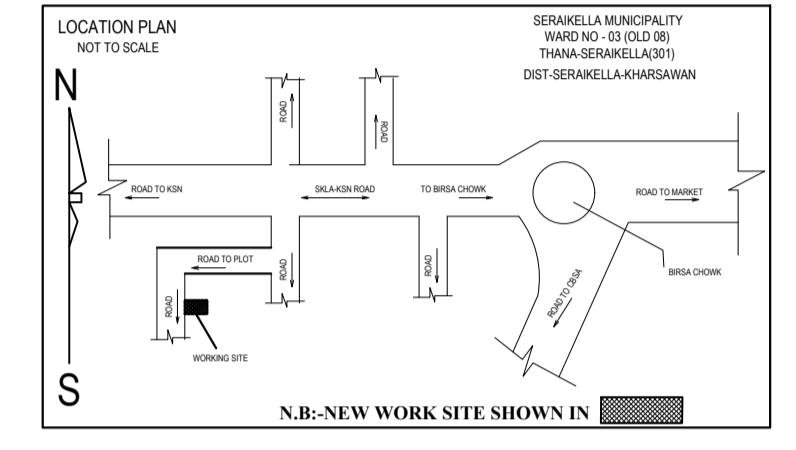 LOCATION PLAN
NOT TO SCALE
SERAIKELLA MUNICIPALITY
WARD NO - 03 (OLD 08)
THANA-SERAIKELLA(301)
DIST-SERAIKELLA-KHARSAWAN
N
ROAD
ROAD
ROAD TO KSN
SKLA-KSN ROAD
TO BIRSA CHOWK
ROAD TO MARKET
ROAD TO PLOT
ROAD
ROAD
BIRSA CHOWK
ROAD
ROAD TO CBSA
WORKING SITE
S
N.B:-NEW WORK SITE SHOWN IN